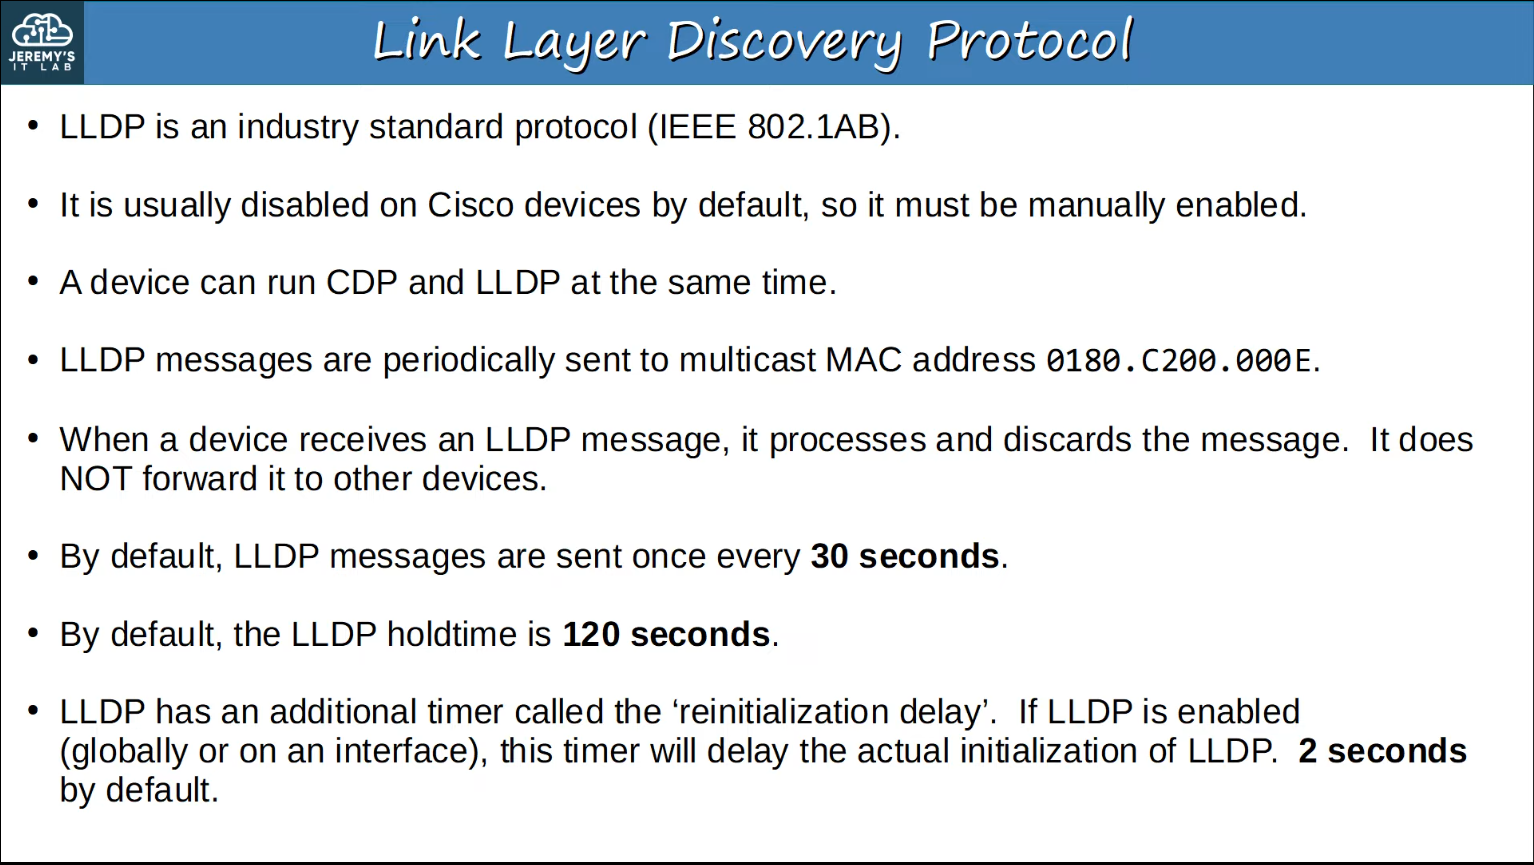 JEREMY'S
IT LAB
Link Layer Discovery Protocol
• LLDP is an industry standard protocol (IEEE 802.1AB).
• It is usually disabled on Cisco devices by default, so it must be manually enabled.
• A device can run CDP and LLDP at the same time.
• LLDP messages are periodically sent to multicast MAC address 0180.C200.000E.
• When a device receives an LLDP message, it processes and discards the message.  It does
NOT forward it to other devices.
• By default, LLDP messages are sent once every 30 seconds.
• By default, the LLDP holdtime is 120 seconds.
• LLDP has an additional timer called the ‘reinitialization delay’.  If LLDP is enabled
(globally or on an interface), this timer will delay the actual initialization of LLDP.  2 seconds
by default.